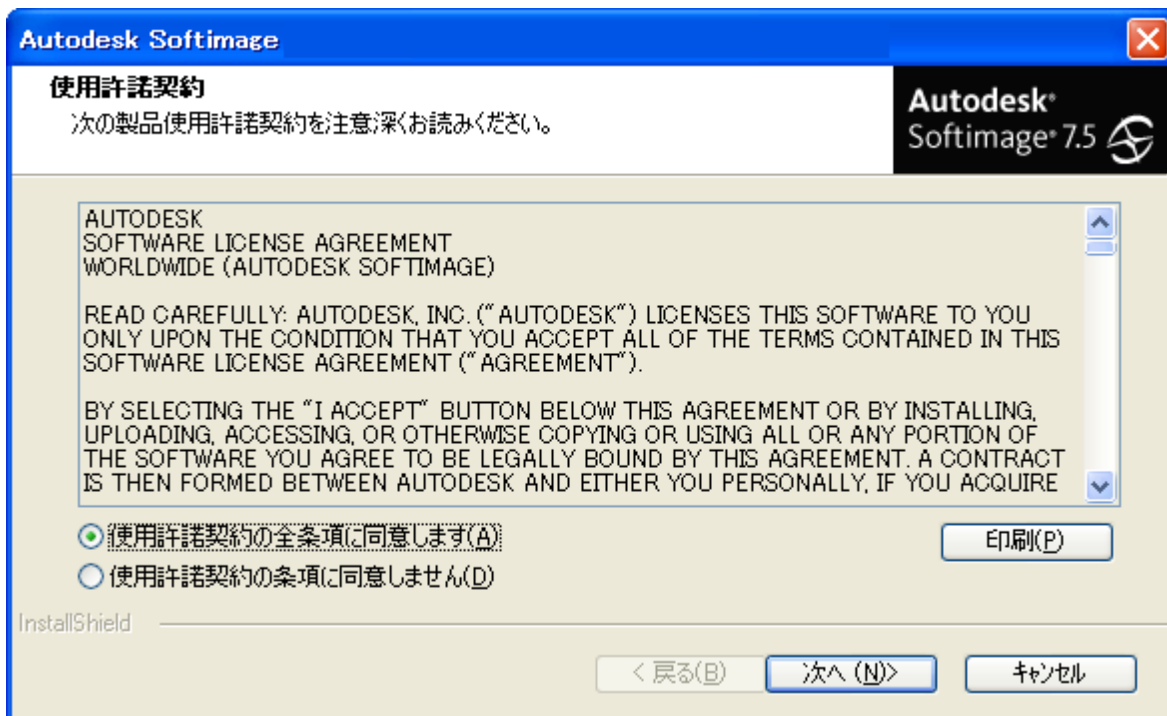 Autodesk Softimage
使用許諾契約
次の製品使用許諾契約を注意深くお読みください。
Autodesk®
Softimage® 7.5
AUTODESK
SOFTWARE LICENSE AGREEMENT
WORLDWIDE (AUTODESK SOFTIMAGE)
READ CAREFULLY: AUTODESK, INC. ("AUTODESK") LICENSES THIS SOFTWARE TO YOU
ONLY UPON THE CONDITION THAT YOU ACCEPT ALL OF THE TERMS CONTAINED IN THIS
SOFTWARE LICENSE AGREEMENT ("AGREEMENT").
BY SELECTING THE "I ACCEPT" BUTTON BELOW THIS AGREEMENT OR BY INSTALLING,
UPLOADING, ACCESSING, OR OTHERWISE COPYING OR USING ALL OR ANY PORTION OF
THE SOFTWARE YOU AGREE TO BE LEGALLY BOUND BY THIS AGREEMENT. A CONTRACT
IS THEN FORMED BETWEEN AUTODESK AND EITHER YOU PERSONALLY, IF YOU ACQUIRE
使用許諾契約の全条項に同意します(A)
印刷(P)
使用許諾契約の条項に同意しません(D)
InstallShield
< 戻る(B)
次へ (N)>
キャンセル